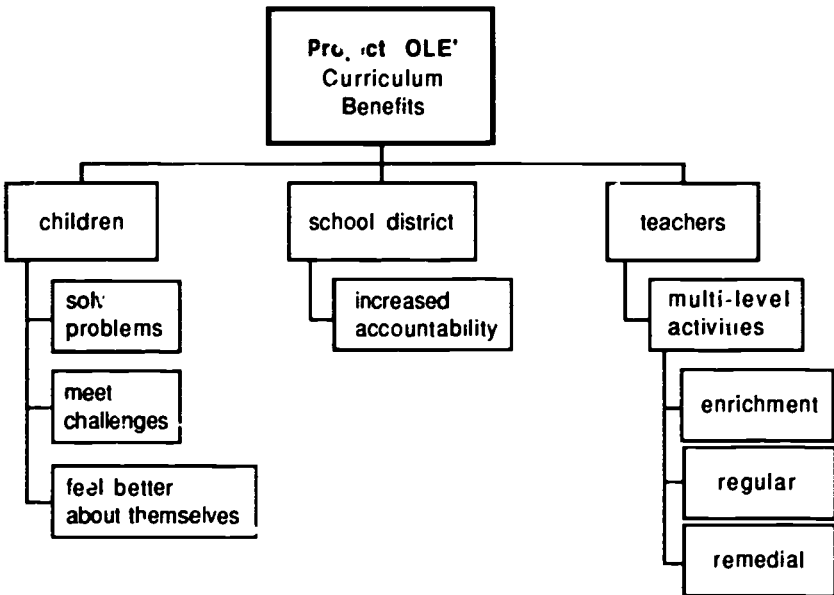 OLE'
Curriculum
Benefits
children
school district
teachers
problems
meet
challenges
feel better
about themselves
increased
accountability
multi-level
activities
enrichment
regular
remedial